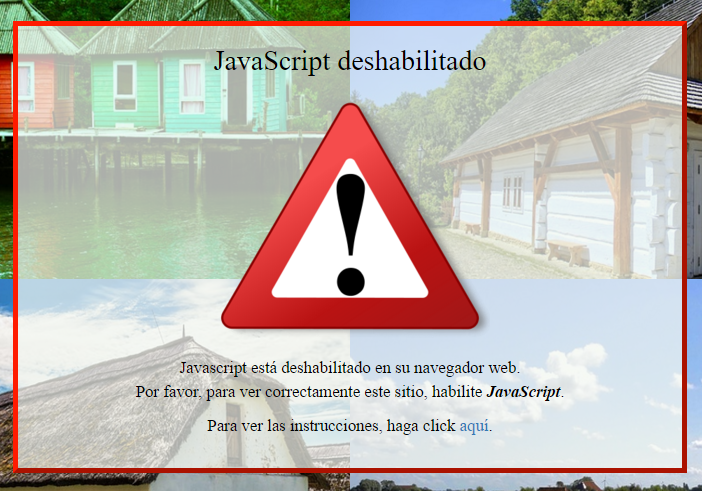 JavaScript deshabilitado
!
Javascript está deshabilitado en su navegador web.
Por favor, para ver correctamente este sitio, habilite JavaScript.
Para ver las instrucciones, haga click aquí.